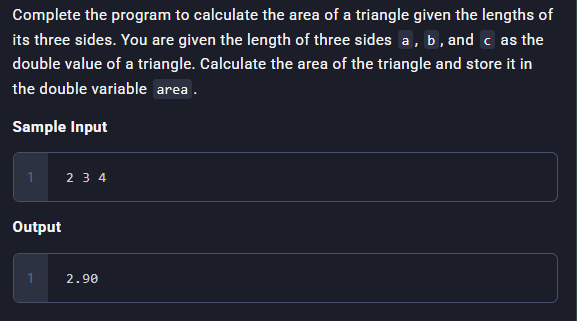 Complete the program to calculate the area of a triangle given the lengths of
its three sides. You are given the length of three sides a, b, and c as the
double value of a triangle. Calculate the area of the triangle and store it in
the double variable area.
Sample Input
1 2 3 4
Output
1 2.90